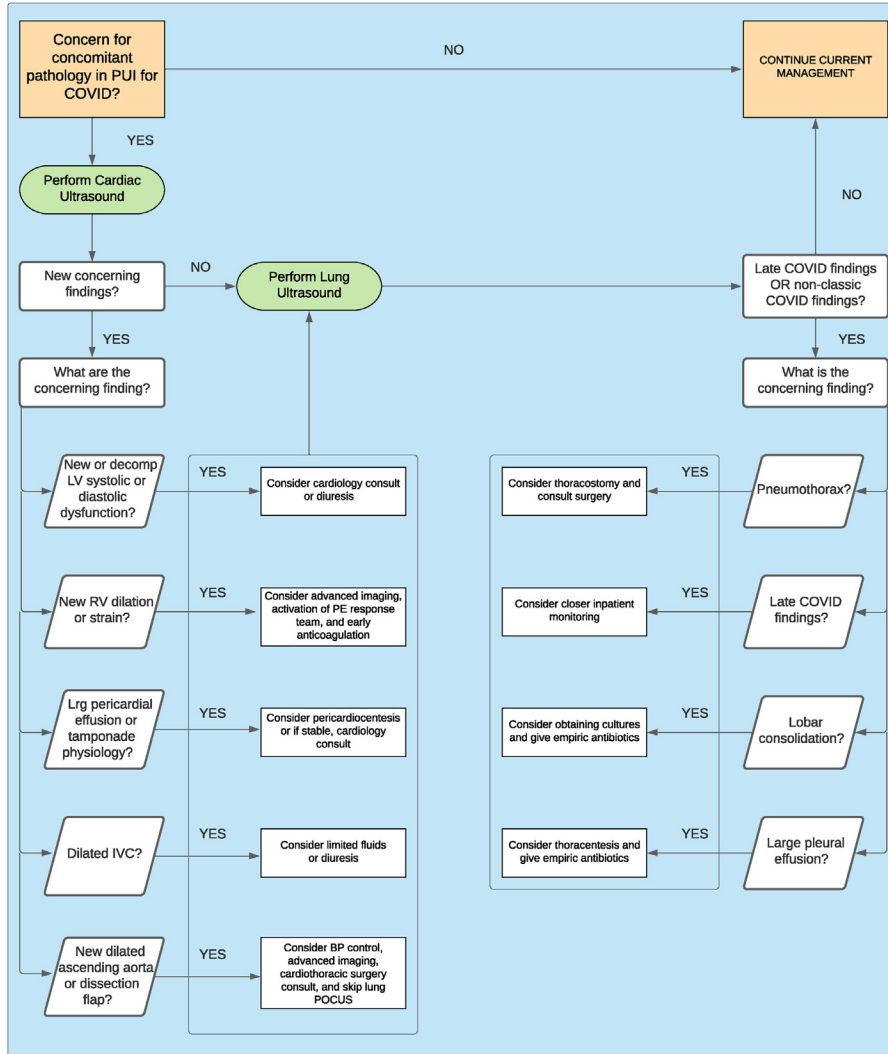 Concern for
concomitant
pathology in PUI for
COVID?
NO
CONTINUE CURRENT
MANAGEMENT
YES
Perform Cardiac
Ultrasound
NO
New concerning
findings?
NO
Perform Lung
Ultrasound
Late COVID findings
OR non-classic
COVID findings?
YES
YES
What are the
concerning finding?
What is the
concerning finding?
New or decomp
LV systolic or
diastolic
dysfunction?
YES
Consider cardiology consult
or diuresis
Consider thoracostomy and
consult surgery
YES
Pneumothorax?
New RV dilation
or strain?
YES
Consider advanced imaging,
activation of PE response
team, and early
anticoagulation
Consider closer inpatient
monitoring
YES
Late COVID
findings?
Lrg pericardial
effusion or
tamponade
physiology?
YES
Consider pericardiocentesis
or if stable, cardiology
consult
Consider obtaining cultures
and give empiric antibiotics
YES
Lobar
consolidation?
Dilated IVC?
YES
Consider limited fluids
or diuresis
Consider thoracentesis and
give empiric antibiotics
YES
Large pleural
effusion?
New dilated
ascending aorta
or dissection
flap?
YES
Consider BP control,
advanced imaging,
cardiothoracic surgery
consult, and skip lung
POCUS